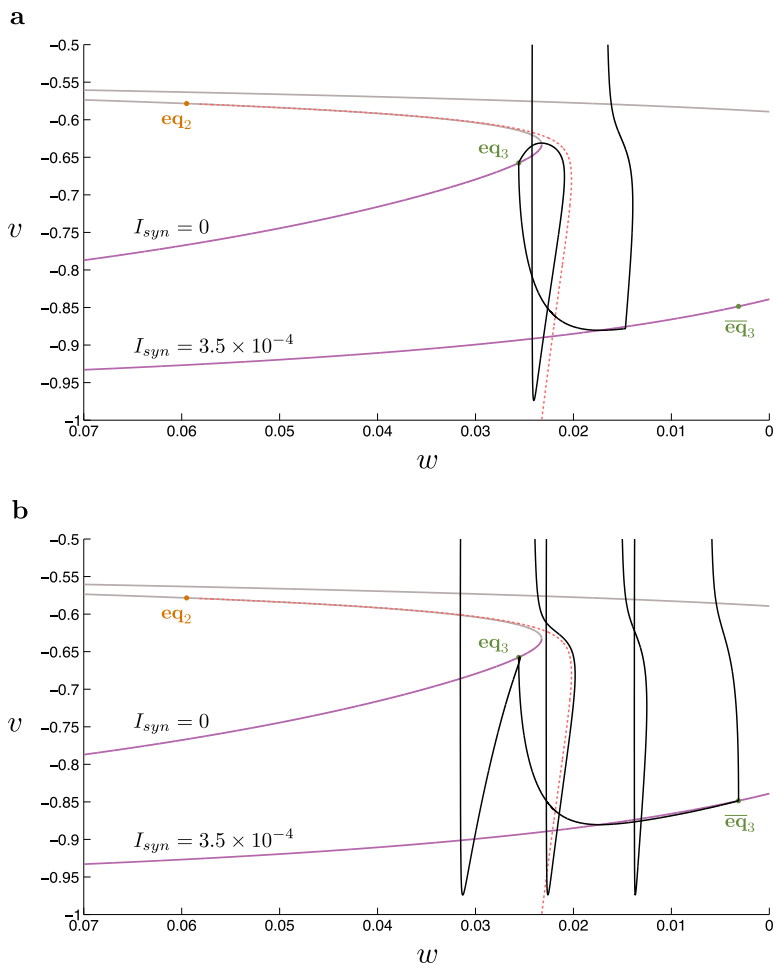 a
-0.5
-0.55
-0.6
-0.65
-0.7
-0.75
-0.8
-0.85
-0.9
-0.95
-1
v
eq₂
eq₃
I_syn = 0
I_syn = 3.5 × 10⁻⁴
e̅q̅₃
0.07 0.06 0.05 0.04 0.03 0.02 0.01 0
w
b
-0.5
-0.55
-0.6
-0.65
-0.7
-0.75
-0.8
-0.85
-0.9
-0.95
-1
v
eq₂
eq₃
I_syn = 0
I_syn = 3.5 × 10⁻⁴
e̅q̅₃
0.07 0.06 0.05 0.04 0.03 0.02 0.01 0
w